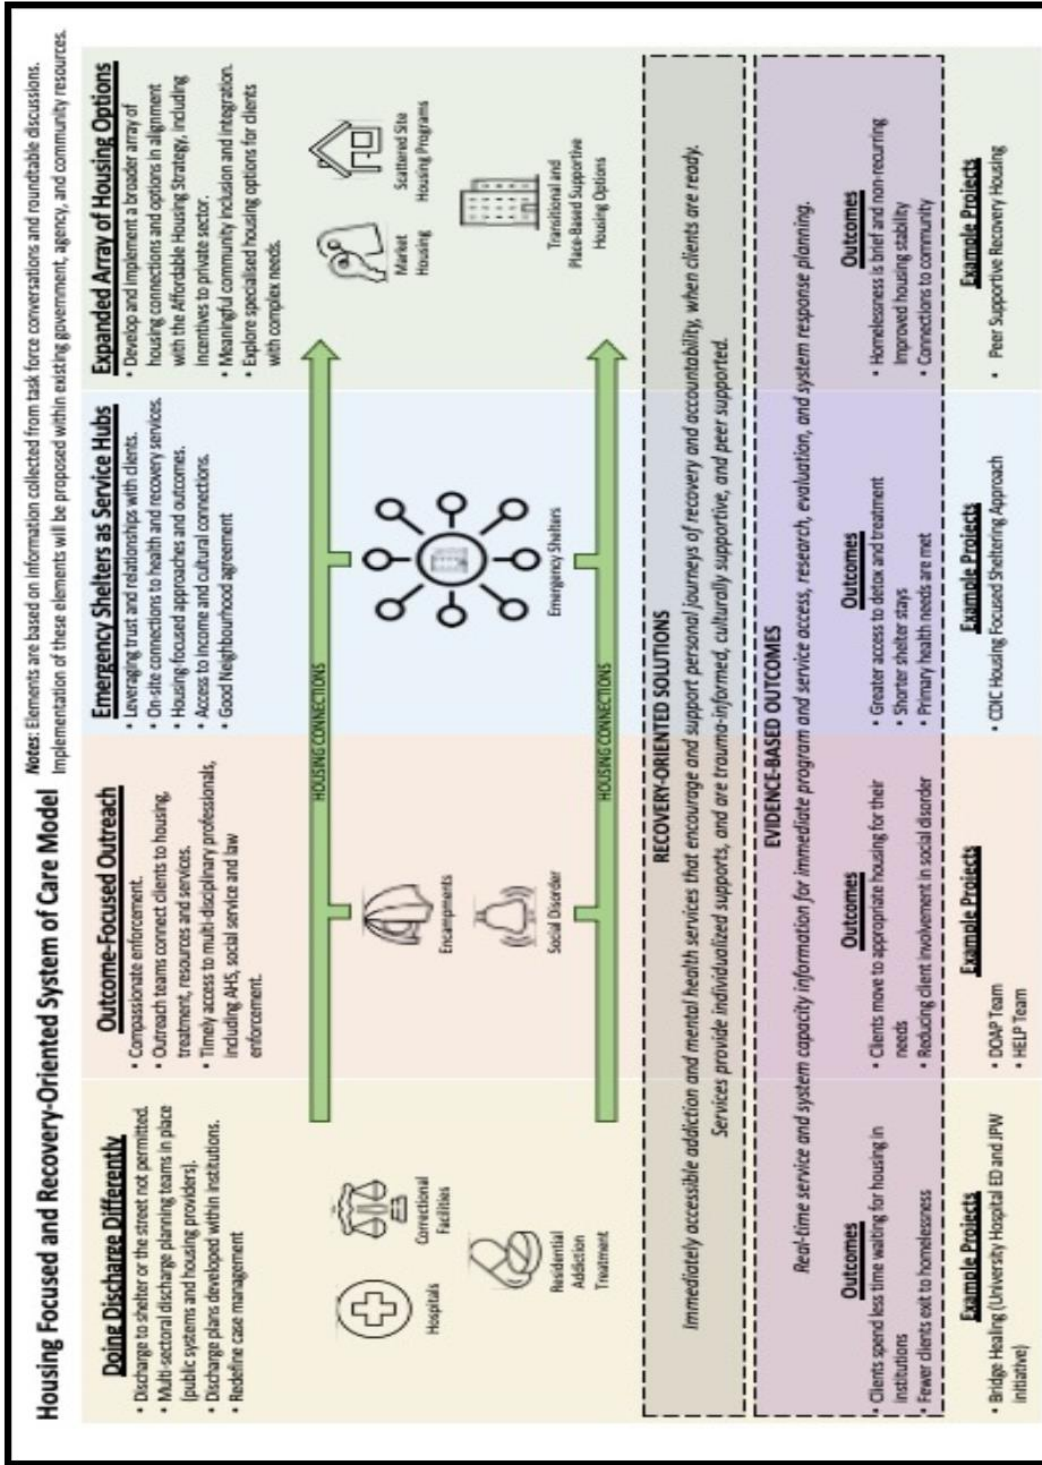 Housing Focused and Recovery-Oriented System of Care Model
Notes: Elements are based on information collected from task force conversations and roundtable discussions.
Implementation of these elements will be proposed within existing government, agency, and community resources.
Doing Discharge Differently
• Discharge to shelter or the street not permitted.
• Multi-sectoral discharge planning teams in place
(public systems and housing providers).
• Discharge plans developed within institutions.
• Redefine case management
Outcome-Focused Outreach
• Compassionate enforcement.
• Outreach teams connect clients to housing,
treatment, resources and services.
• Timely access to multi-disciplinary professionals,
including AHS, social service and law
enforcement.
Emergency Shelters as Service Hubs
• Leveraging trust and relationships with clients.
• On-site connections to health and recovery services.
• Housing-focused approaches and outcomes.
• Access to income and cultural connections.
• Good Neighbourhood agreement
Expanded Array of Housing Options
• Develop and implement a broader array of
housing connections and options in alignment
with the Affordable Housing Strategy, including
incentives to private sector.
• Meaningful community inclusion and integration.
• Explore specialised housing options for clients
with complex needs.
HOUSING CONNECTIONS
Hospitals
Correctional
Facilities
Residential
Addiction
Treatment
Encampments
Social Disorder
Emergency Shelters
Market
Housing
Scattered Site
Housing Programs
Transitional and
Place-Based Supportive
Housing Options
HOUSING CONNECTIONS
RECOVERY-ORIENTED SOLUTIONS
Immediately accessible addiction and mental health services that encourage and support personal journeys of recovery and accountability, when clients are ready.
Services provide individualized supports, and are trauma-informed, culturally supportive, and peer supported.
EVIDENCE-BASED OUTCOMES
Real-time service and system capacity information for immediate program and service access, research, evaluation, and system response planning.
Outcomes
• Clients spend less time waiting for housing in
institutions
• Fewer clients exit to homelessness
Outcomes
• Clients move to appropriate housing for their
needs
• Reducing client involvement in social disorder
Outcomes
• Greater access to detox and treatment
• Shorter shelter stays
• Primary health needs are met
Outcomes
• Homelessness is brief and non-recurring
Improved housing stability
• Connections to community
Example Projects
• Bridge Healing (University Hospital ED and JPW
initiative)
Example Projects
• DOAP Team
• HELP Team
Example Projects
• CDIC Housing Focused Sheltering Approach
Example Projects
• Peer Supportive Recovery Housing